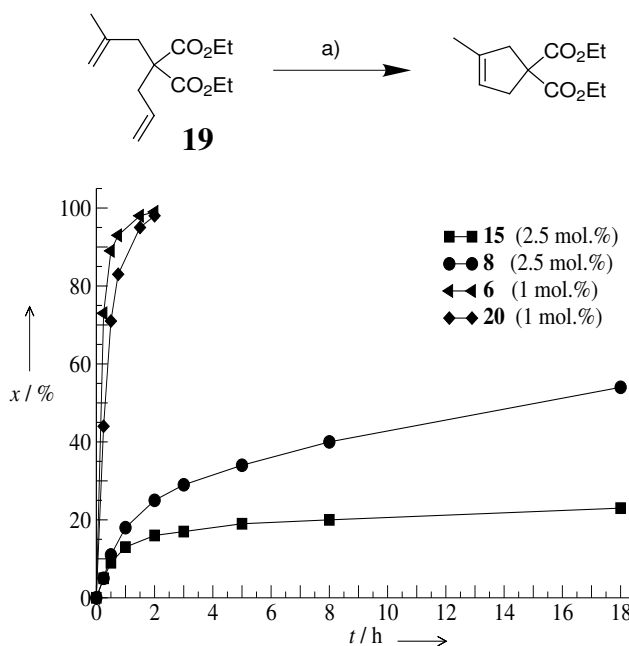 a)
CO₂Et
CO₂Et
19
CO₂Et
CO₂Et
100
80
60
40
20
0
x / %
15 (2.5 mol.%)
8 (2.5 mol.%)
6 (1 mol.%)
20 (1 mol.%)
0 2 4 6 8 10 12 14 16 18
t / h